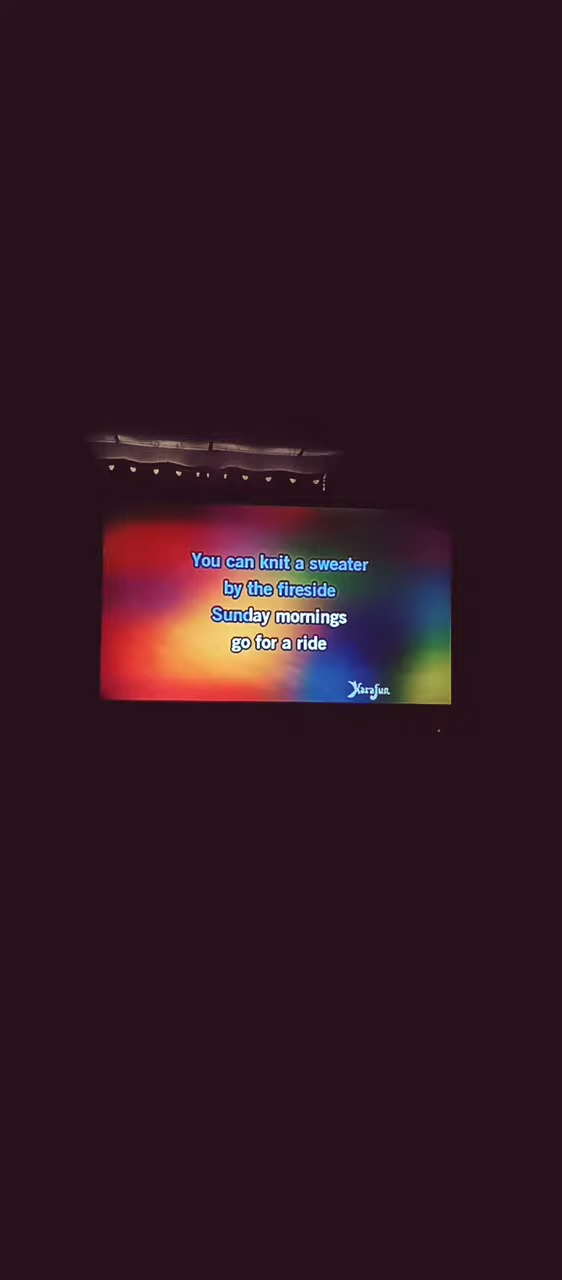 You can knit a sweater
by the fireside
Sunday mornings
go for a ride
KaraFun